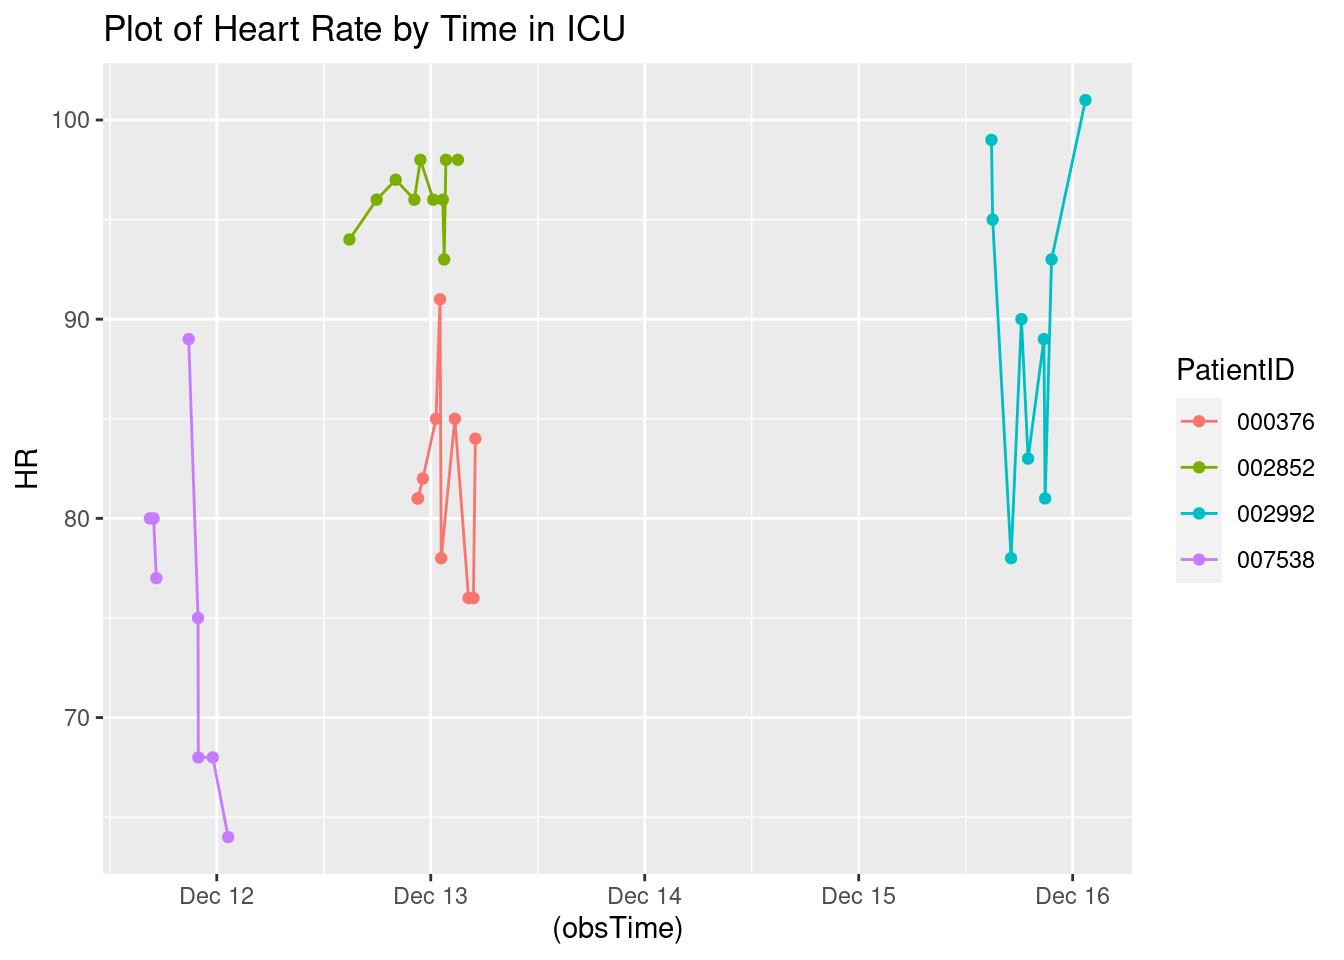 Plot of Heart Rate by Time in ICU
HR
100
90
80
70
Dec 12 Dec 13 Dec 14 Dec 15 Dec 16
(obsTime)
PatientID
000376
002852
002992
007538